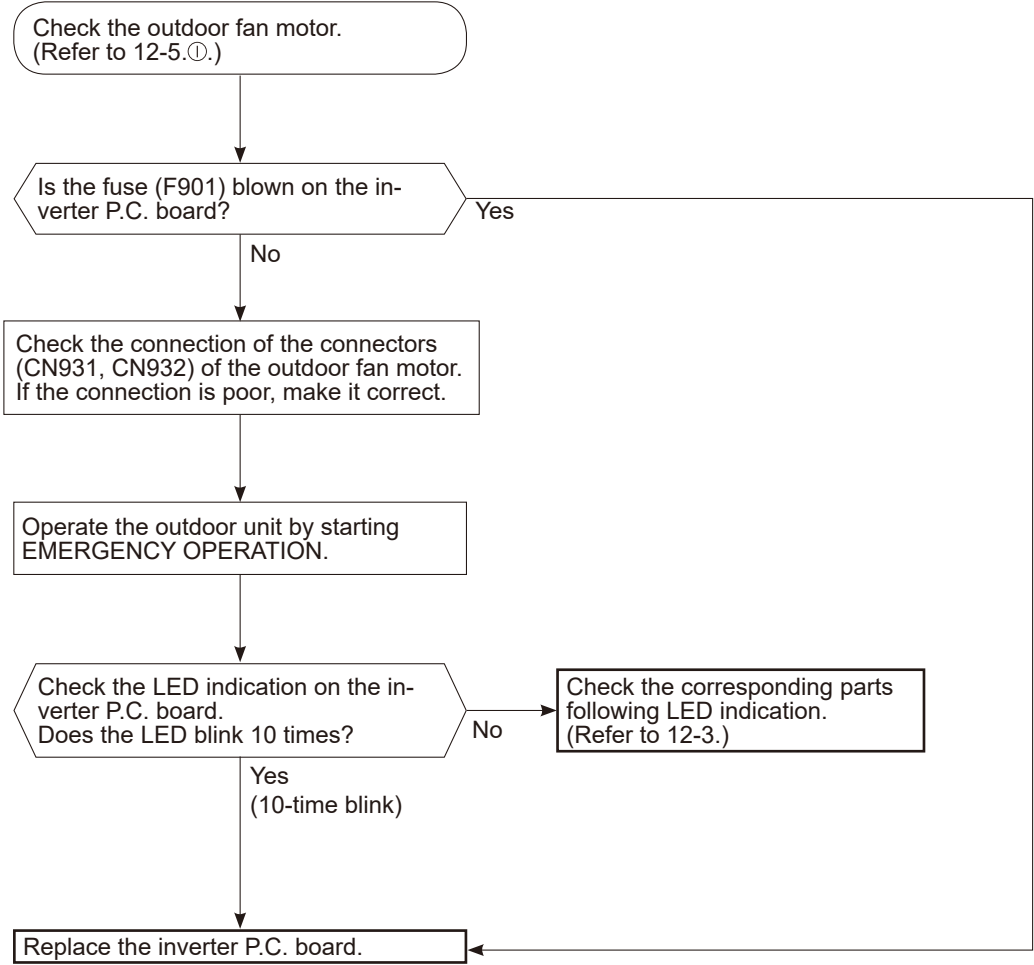 Check the outdoor fan motor.
(Refer to 12-5.Ⓘ.)
Is the fuse (F901) blown on the in-
verter P.C. board?
Yes
No
Check the connection of the connectors
(CN931, CN932) of the outdoor fan motor.
If the connection is poor, make it correct.
Operate the outdoor unit by starting
EMERGENCY OPERATION.
Check the LED indication on the in-
verter P.C. board.
Does the LED blink 10 times?
No
Check the corresponding parts
following LED indication.
(Refer to 12-3.)
Yes
(10-time blink)
Replace the inverter P.C. board.